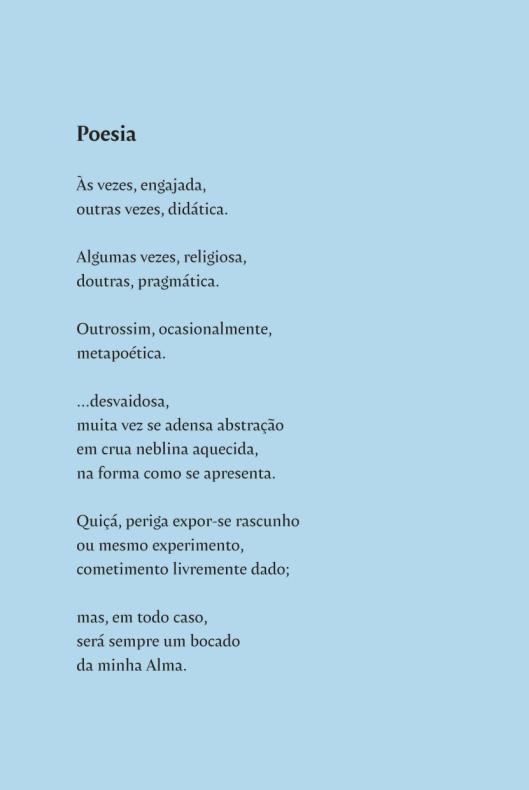 Poesia
Às vezes, engajada,
outras vezes, didática.
Algumas vezes, religiosa,
doutras, pragmática.
Outrossim, ocasionalmente,
metapoética.
...desvaidosa,
muita vez se adensa abstração
em crua neblina aquecida,
na forma como se apresenta.
Quiçá, periga expor-se rascunho
ou mesmo experimento,
cometimento livremente dado;
mas, em todo caso,
será sempre um bocado
da minha Alma.